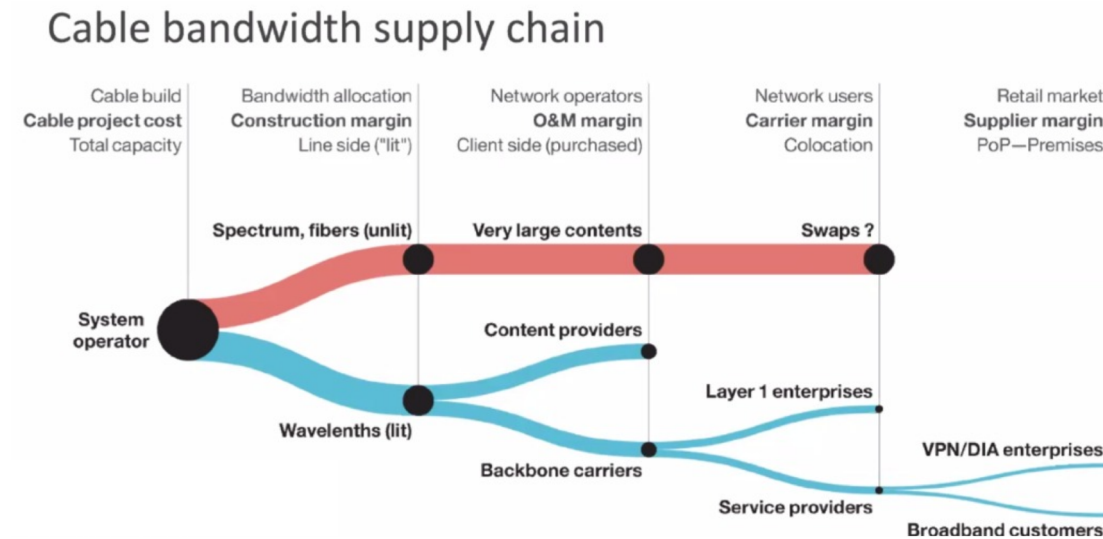 Cable bandwidth supply chain
Cable build
Cable project cost
Total capacity
Bandwidth allocation
Construction margin
Line side ("lit")
Network operators
O&M margin
Client side (purchased)
Network users
Carrier margin
Colocation
Retail market
Supplier margin
PoP—Premises
Spectrum, fibers (unlit)
Very large contents
Swaps ?
System
operator
Content providers
Layer 1 enterprises
Wavelenths (lit)
Backbone carriers
VPN/DIA enterprises
Service providers
Broadband customers